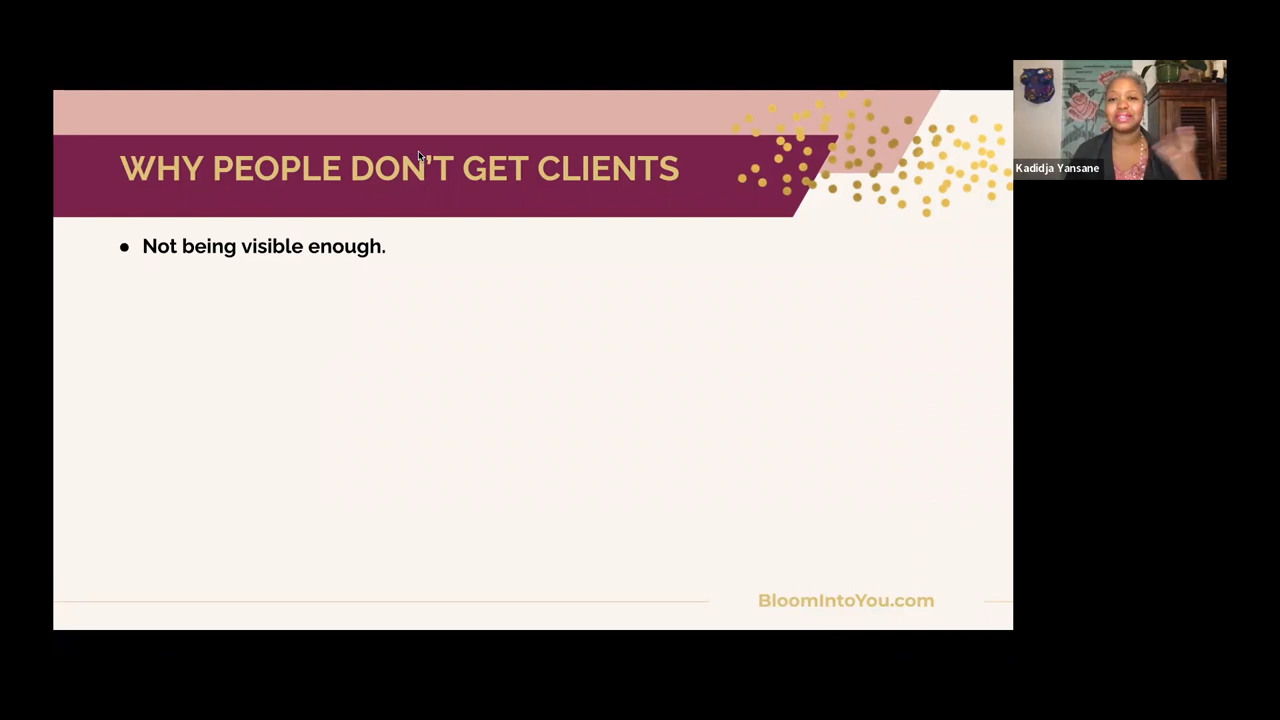 WHY PEOPLE DON'T GET CLIENTS
Kadidja Yansane
● Not being visible enough.
BloomIntoYou.com